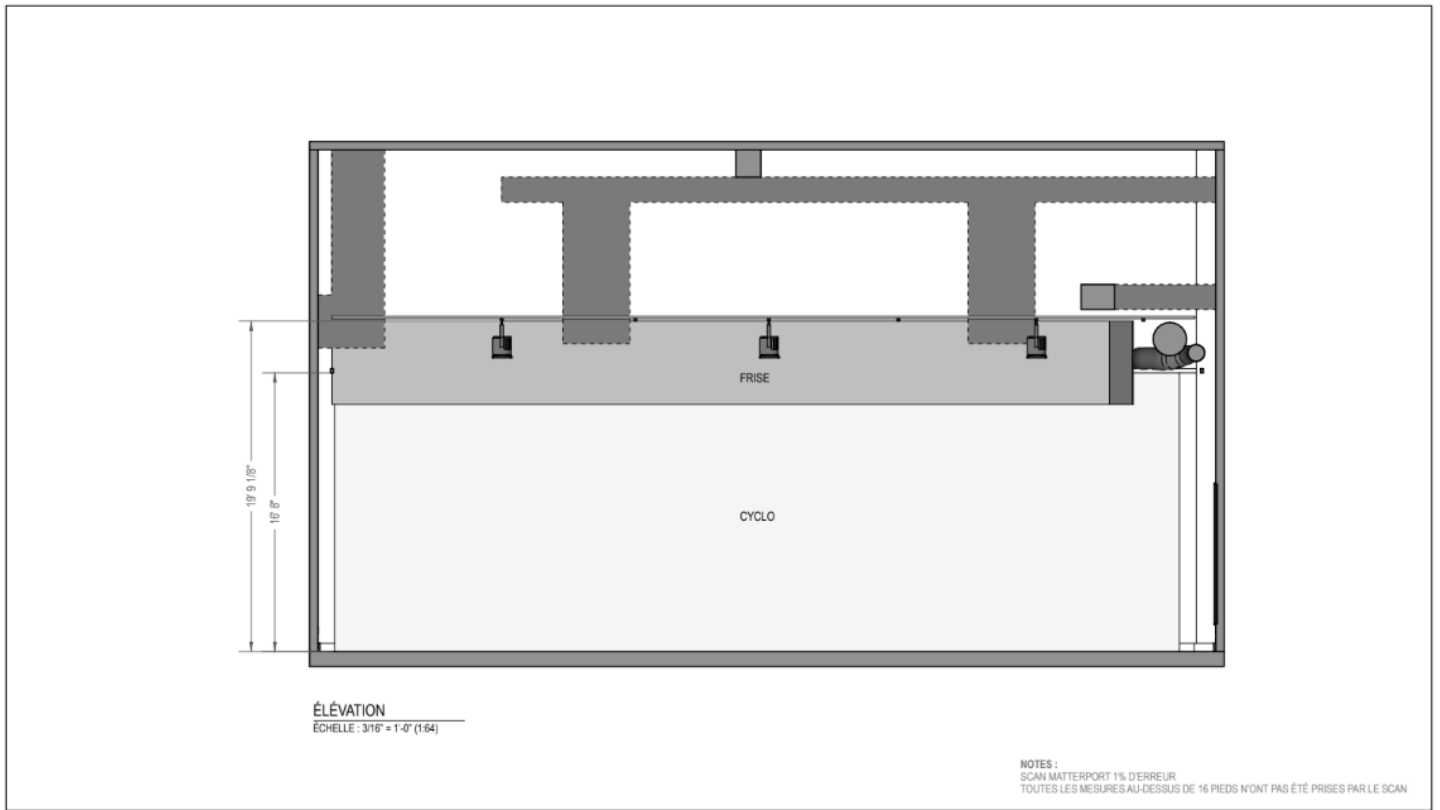 FRISE
CYCLO
19' 9 1/8"
16' 8"
ÉLÉVATION
ÉCHELLE : 3/16" = 1'-0" (1:64)
NOTES :
SCAN MATTERPORT 1% D'ERREUR
TOUTES LES MESURES AU-DESSUS DE 16 PIEDS N'ONT PAS ÉTÉ PRISES PAR LE SCAN